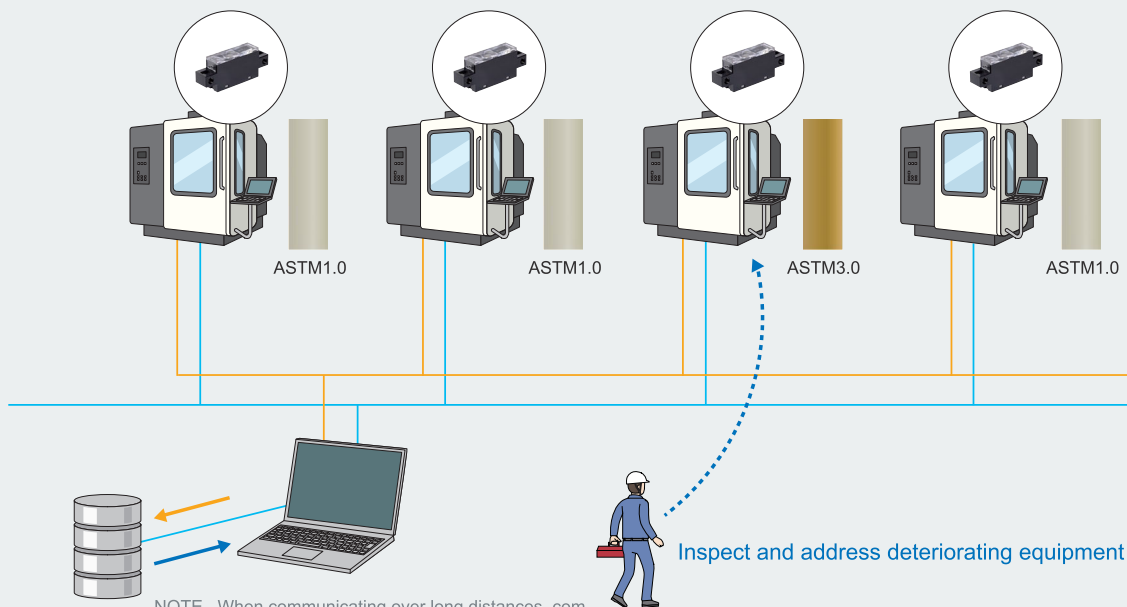 ASTM1.0
ASTM1.0
ASTM3.0
ASTM1.0
Inspect and address deteriorating equipment
NOTE When communicating over long distances, com